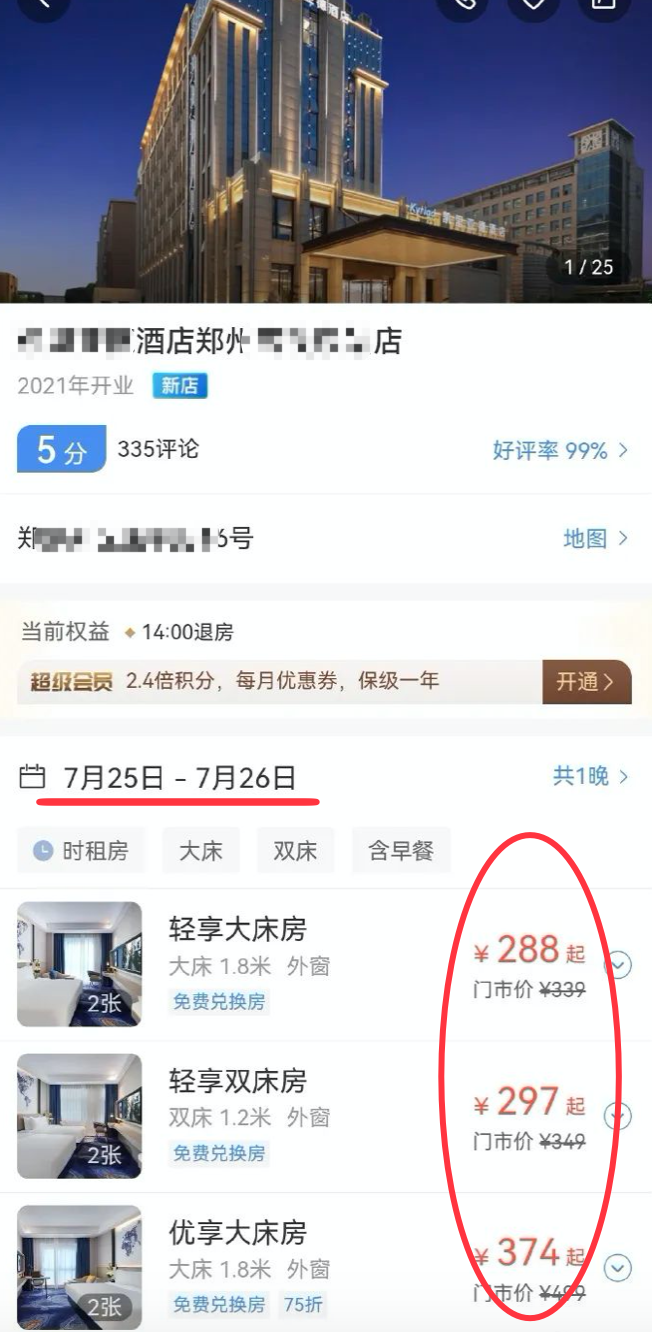 Kyriad
1 / 25
酒店郑州
店
2021年开业 新店
5分 335评论 好评率 99%
郑
6号 地图
当前权益 14:00退房
超级会员 2.4倍积分，每月优惠券，保级一年 开通
7月25日 - 7月26日 共1晚
时租房 大床 双床 含早餐
轻享大床房
大床 1.8米 外窗
免费兑换房
2张
¥ 288 起
门市价 ¥339
轻享双床房
双床 1.2米 外窗
免费兑换房
2张
¥ 297 起
门市价 ¥349
优享大床房
大床 1.8米 外窗
免费兑换房 75折
2张
¥ 374 起
门市价 ¥499